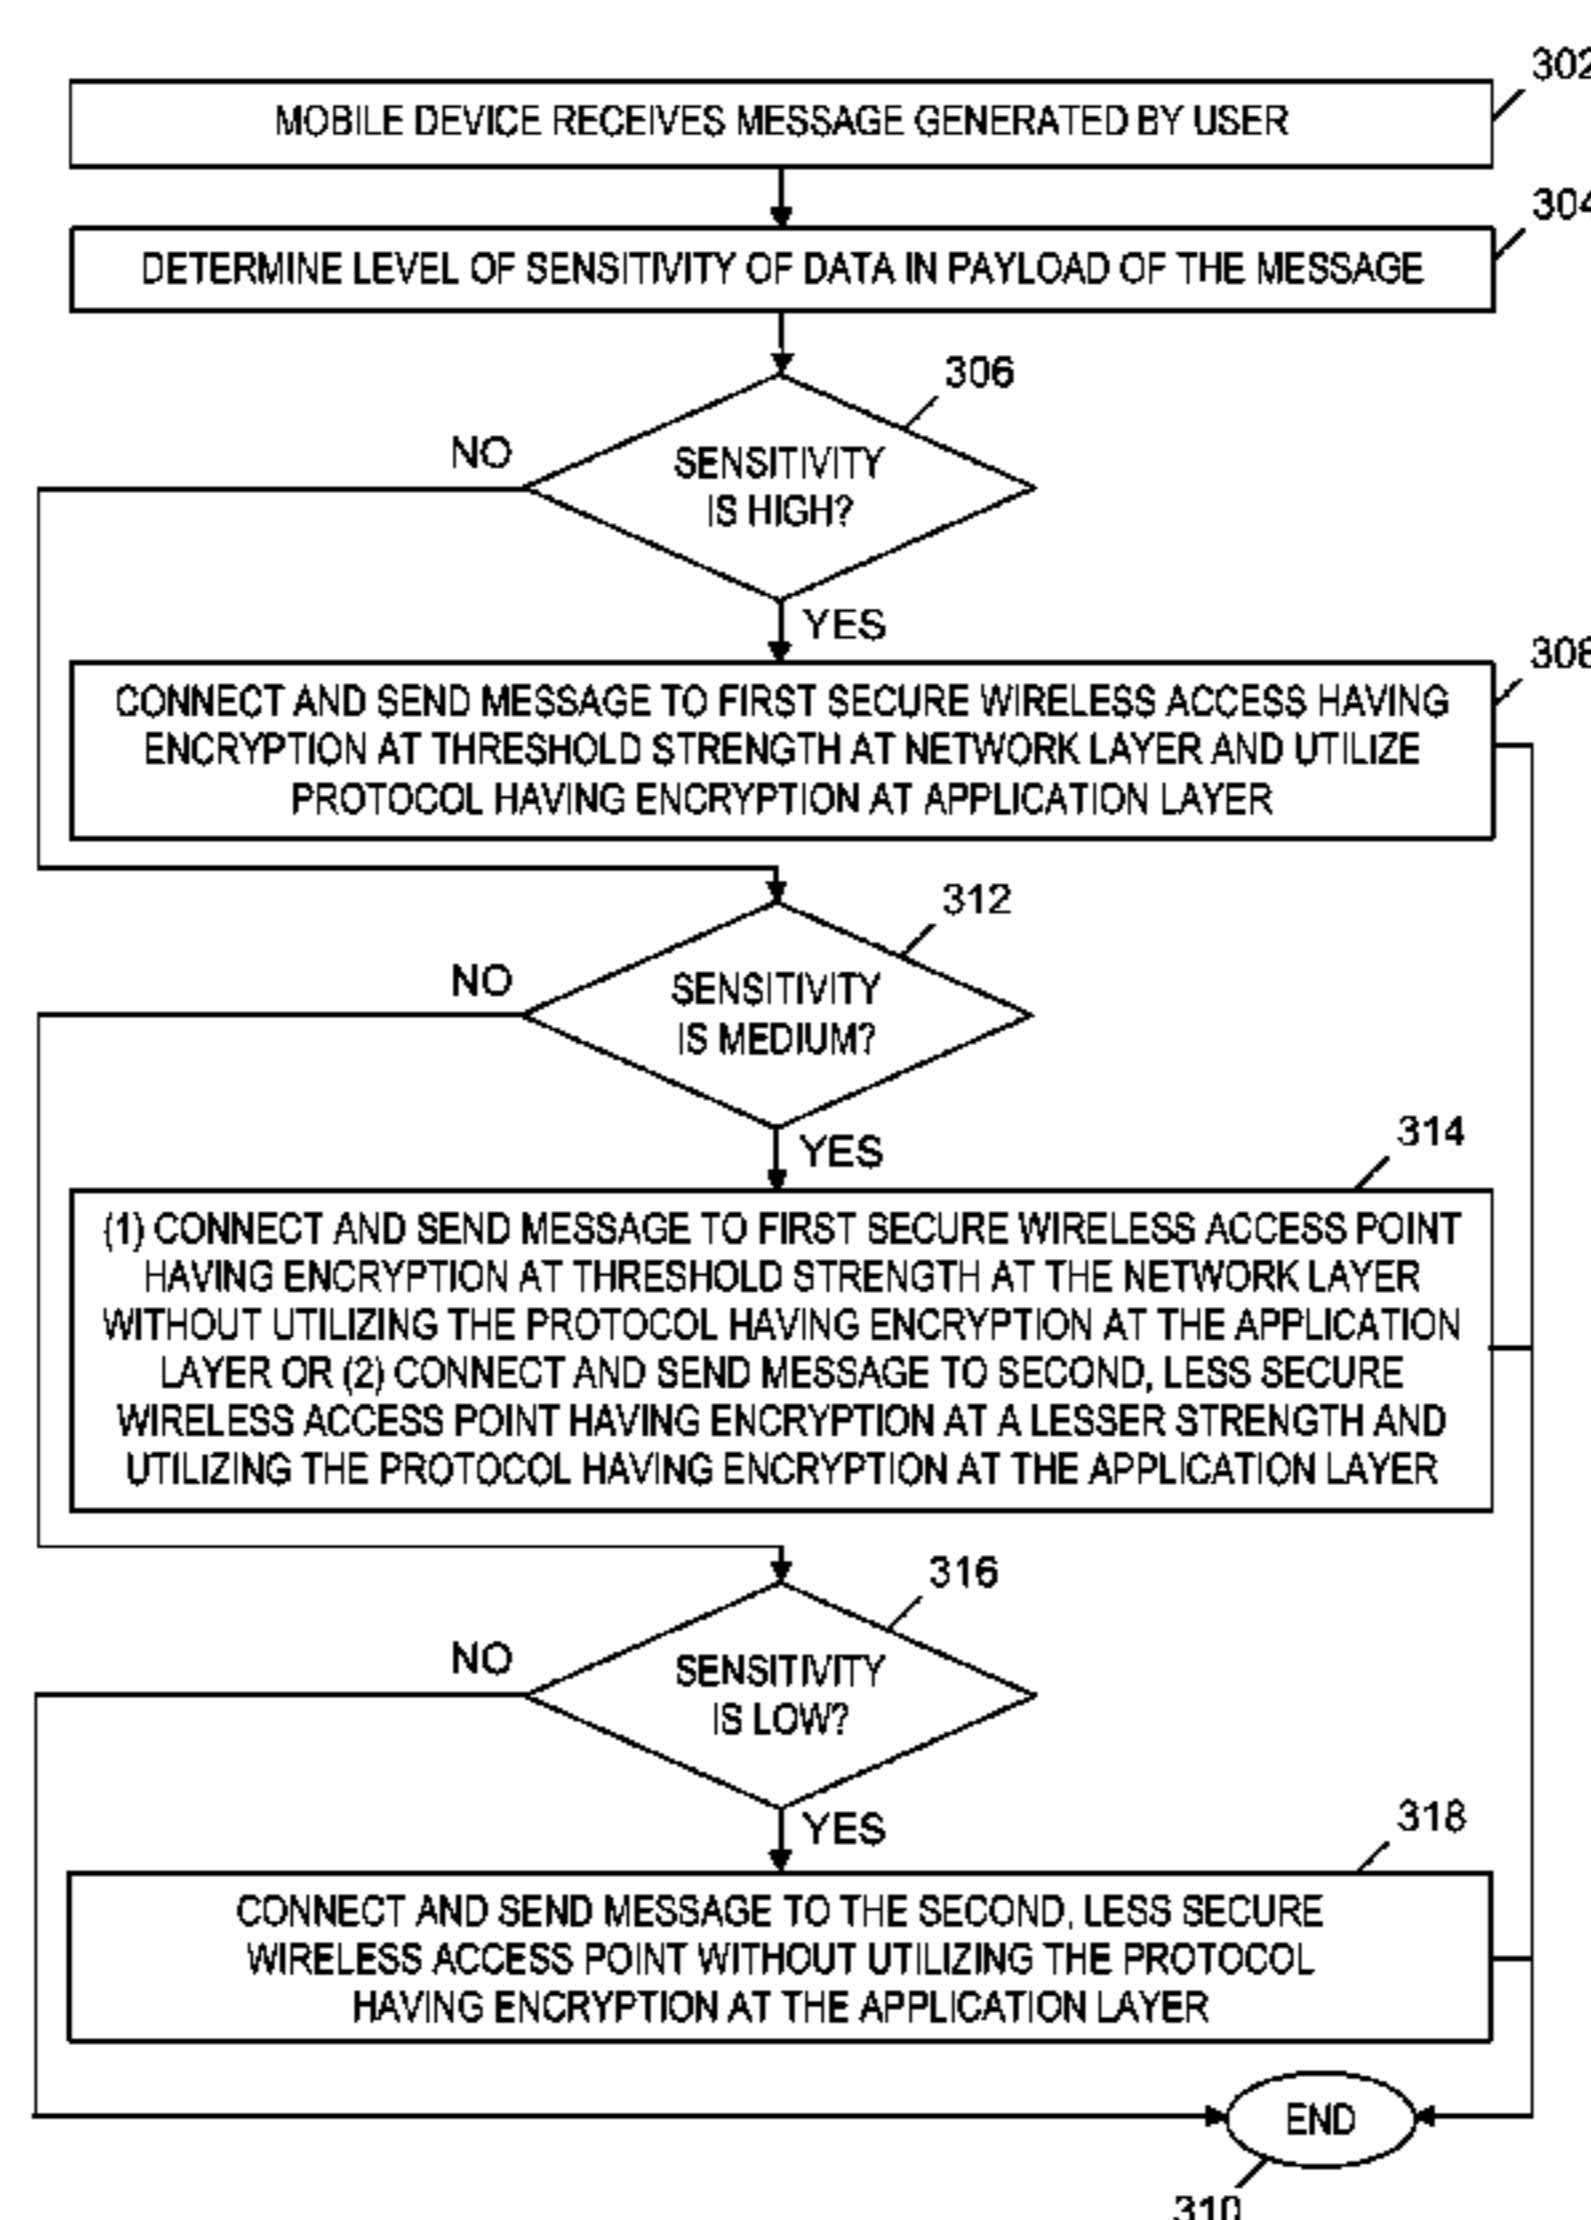 302
MOBILE DEVICE RECEIVES MESSAGE GENERATED BY USER
304
DETERMINE LEVEL OF SENSITIVITY OF DATA IN PAYLOAD OF THE MESSAGE
306
NO
SENSITIVITY
IS HIGH?
YES
308
CONNECT AND SEND MESSAGE TO FIRST SECURE WIRELESS ACCESS HAVING
ENCRYPTION AT THRESHOLD STRENGTH AT NETWORK LAYER AND UTILIZE
PROTOCOL HAVING ENCRYPTION AT APPLICATION LAYER
312
NO
SENSITIVITY
IS MEDIUM?
YES
314
(1) CONNECT AND SEND MESSAGE TO FIRST SECURE WIRELESS ACCESS POINT
HAVING ENCRYPTION AT THRESHOLD STRENGTH AT THE NETWORK LAYER
WITHOUT UTILIZING THE PROTOCOL HAVING ENCRYPTION AT THE APPLICATION
LAYER OR (2) CONNECT AND SEND MESSAGE TO SECOND, LESS SECURE
WIRELESS ACCESS POINT HAVING ENCRYPTION AT A LESSER STRENGTH AND
UTILIZING THE PROTOCOL HAVING ENCRYPTION AT THE APPLICATION LAYER
316
NO
SENSITIVITY
IS LOW?
YES
318
CONNECT AND SEND MESSAGE TO THE SECOND, LESS SECURE
WIRELESS ACCESS POINT WITHOUT UTILIZING THE PROTOCOL
HAVING ENCRYPTION AT THE APPLICATION LAYER
END
310